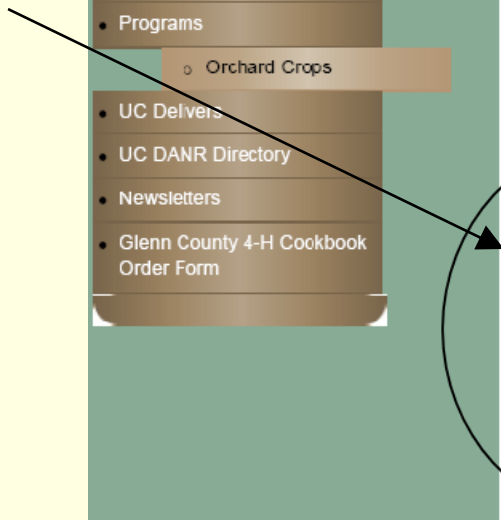 Programs
Orchard Crops
UC Delivers
UC DANR Directory
Newsletters
Glenn County 4-H Cookbook
Order Form